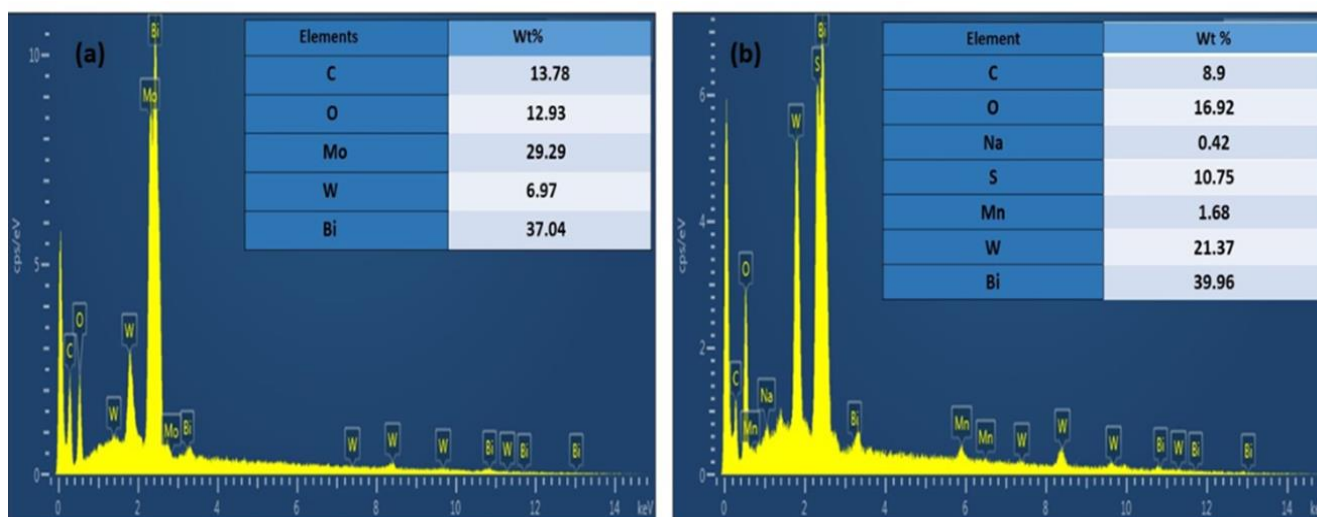 (a)
Elements Wt%
C 13.78
O 12.93
Mo 29.29
W 6.97
Bi 37.04
10
5
0
cps/eV
Bi
Mo
O
C
W
W
Mo
Bi
W
W
W
Bi
W
Bi
Bi
0 2 4 6 8 10 12 14 keV
(b)
Element Wt %
C 8.9
O 16.92
Na 0.42
S 10.75
Mn 1.68
W 21.37
Bi 39.96
6
4
2
0
cps/eV
Bi
S
W
O
C
Na
Mn
Bi
Mn
Mn
W
W
W
Bi
W
Bi
Bi
0 2 4 6 8 10 12 14 ke